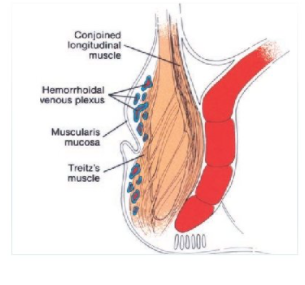 Conjoined
longitudinal
muscle
Hemorrhoidal
venous plexus
Muscularis
mucosa
Treitz's
muscle